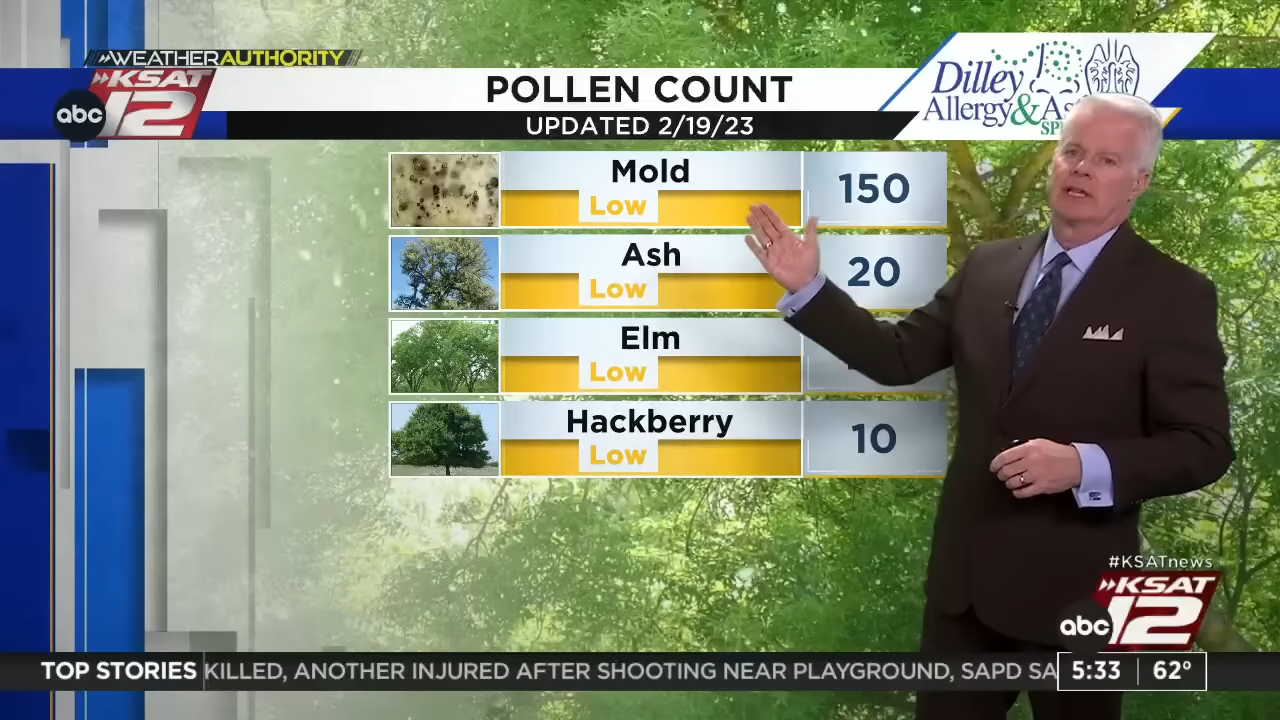 WEATHER AUTHORITY
KSAT
abc 12
POLLEN COUNT
UPDATED 2/19/23
Dilley
Allergy &
Mold
Low
150
Ash
Low
20
Elm
Low
Hackberry
Low
10
#KSATnews
KSAT
abc 12
TOP STORIES KILLED, ANOTHER INJURED AFTER SHOOTING NEAR PLAYGROUND, SAPD SA
5:33 62°